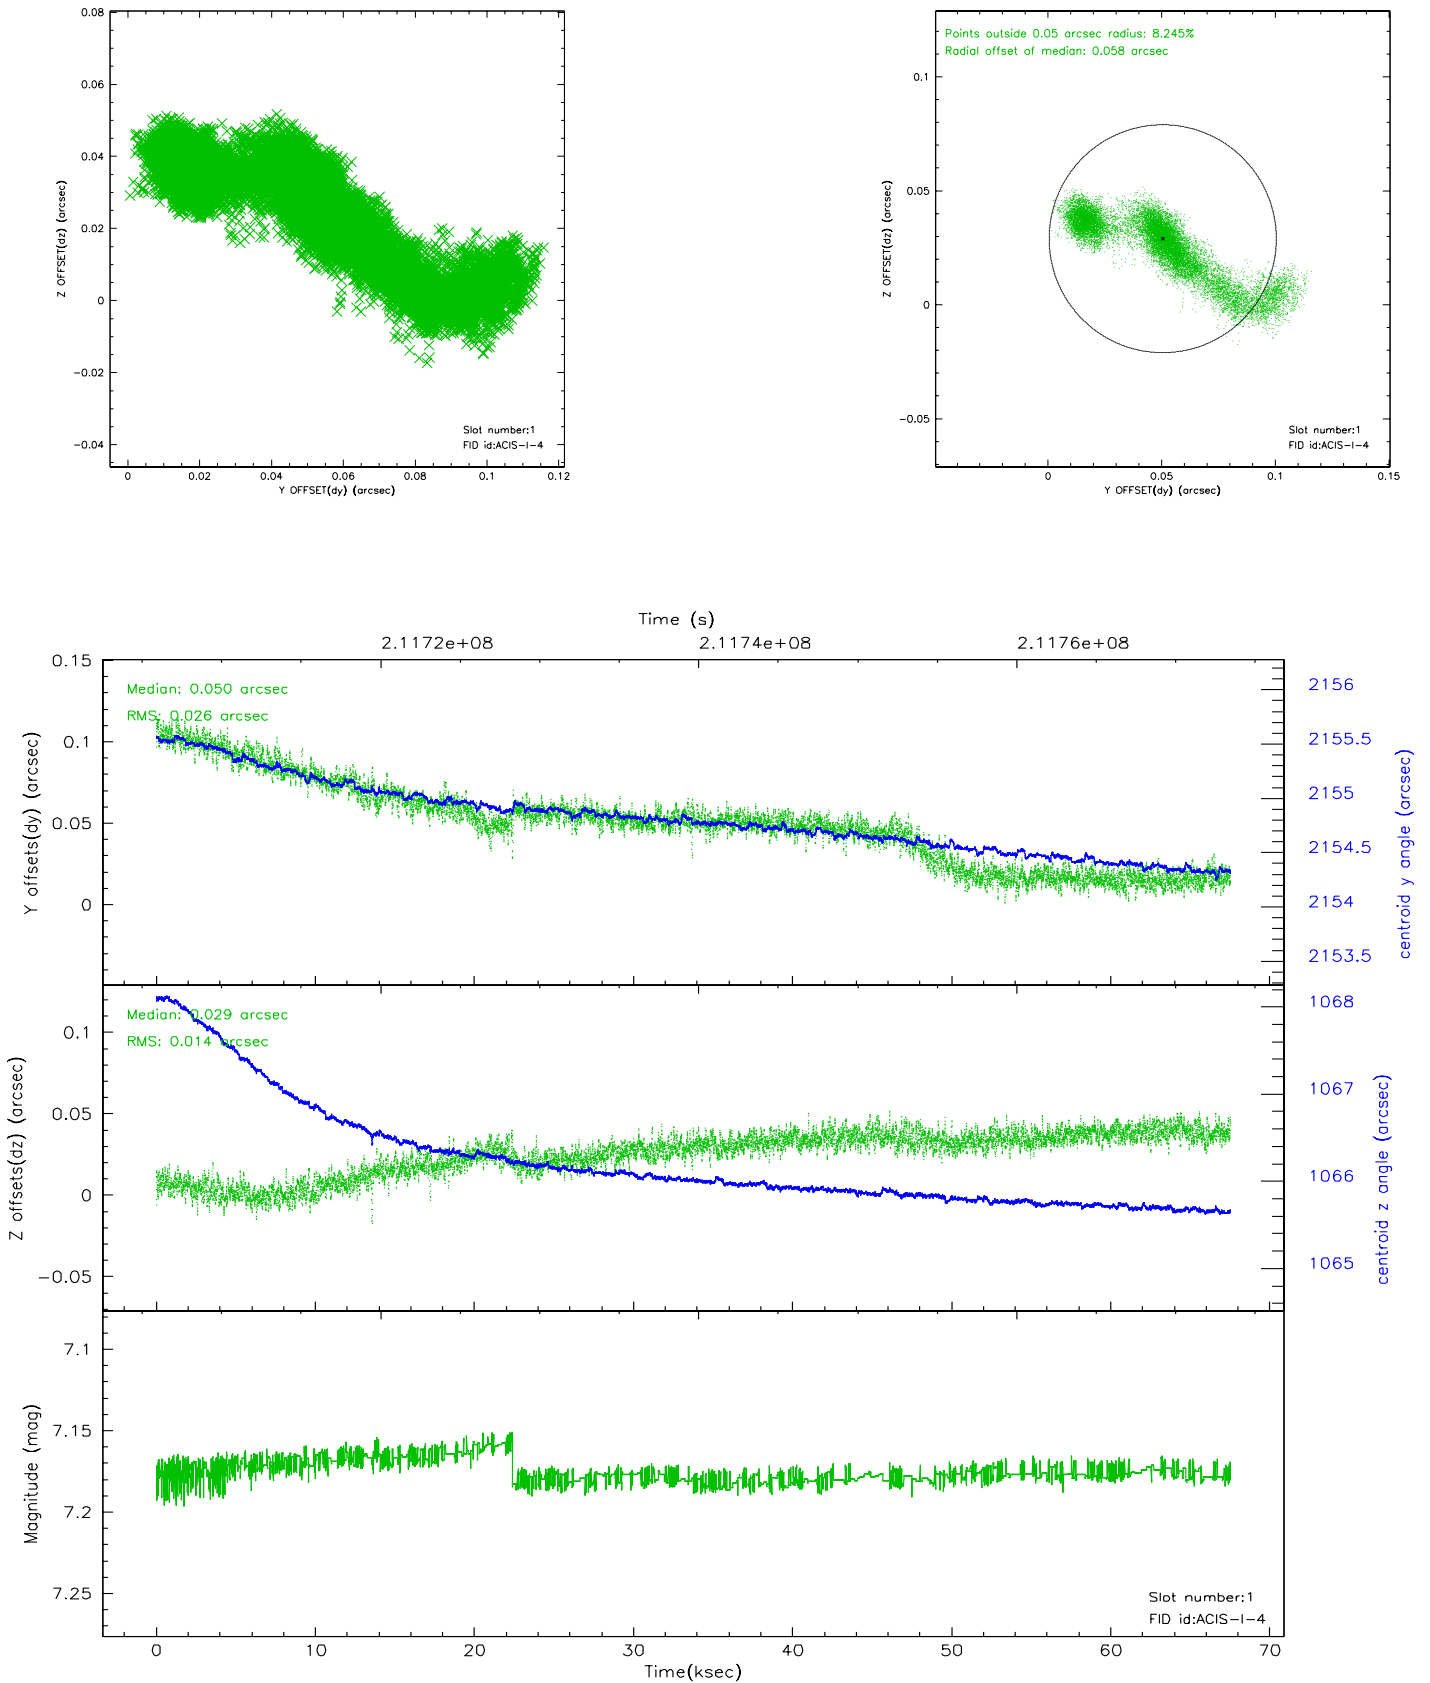 0.08
0.06
0.04
0.02
0
−0.02
−0.04
Z OFFSET(dz) (arcsec)
0 0.02 0.04 0.06 0.08 0.1 0.12
Y OFFSET(dy) (arcsec)
Slot number:1
FID id:ACIS−I−4
Points outside 0.05 arcsec radius: 8.245%
Radial offset of median: 0.058 arcsec
0.1
0.05
0
−0.05
Z OFFSET(dz) (arcsec)
0 0.05 0.1 0.15
Y OFFSET(dy) (arcsec)
Slot number:1
FID id:ACIS−I−4
Time (s)
2.1172e+08 2.1174e+08 2.1176e+08
0.15
0.1
0.05
0
Y offsets(dy) (arcsec)
Median: 0.050 arcsec
RMS: 0.026 arcsec
2156
2155.5
2155
2154.5
2154
2153.5
centroid y angle (arcsec)
0.1
0.05
0
−0.05
Z offsets(dz) (arcsec)
Median: 0.029 arcsec
RMS: 0.014 arcsec
1068
1067
1066
1065
centroid z angle (arcsec)
7.1
7.15
7.2
7.25
Magnitude (mag)
Slot number:1
FID id:ACIS−I−4
0 10 20 30 40 50 60 70
Time(ksec)